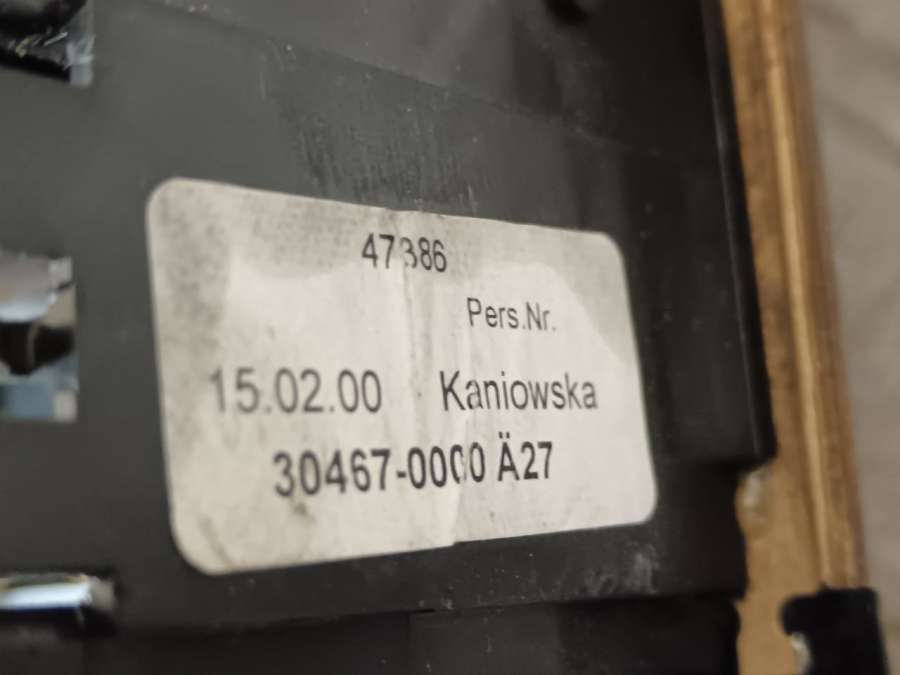 47386
Pers.Nr.
15.02.00 Kaniowska
30467-0000 Ä27